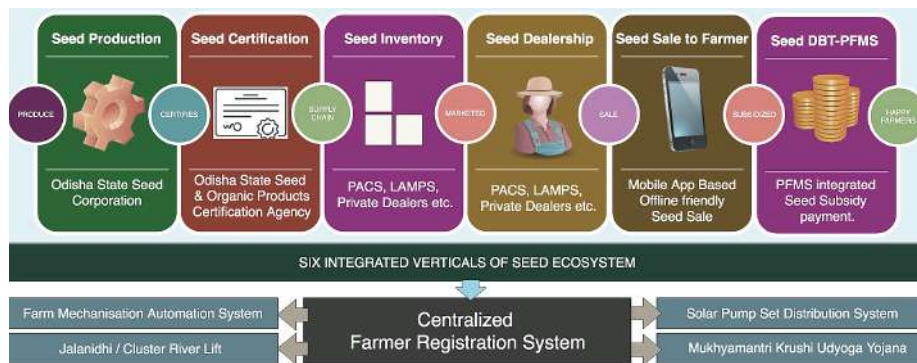 Seed Production
Seed Certification
Seed Inventory
Seed Dealership
Seed Sale to Farmer
Seed DBT-PFMS
PRODUCE
CERTIFIES
SUPPLY
CHAIN
MARKETED
SALE
SUBSIDIZED
HAPPY
FARMERS
Odisha State Seed
Corporation
Odisha State Seed
& Organic Products
Certification Agency
PACS, LAMPS,
Private Dealers etc.
PACS, LAMPS,
Private Dealers etc.
Mobile App Based
Offline friendly
Seed Sale
PFMS integrated
Seed Subsidy
payment.
SIX INTEGRATED VERTICALS OF SEED ECOSYSTEM
Farm Mechanisation Automation System
Jalanidhi / Cluster River Lift
Centralized
Farmer Registration System
Solar Pump Set Distribution System
Mukhyamantri Krushi Udyoga Yojana